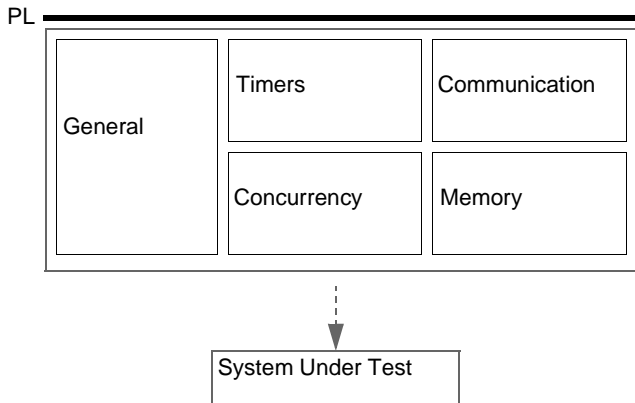 PL
General
Timers
Communication
Concurrency
Memory
System Under Test